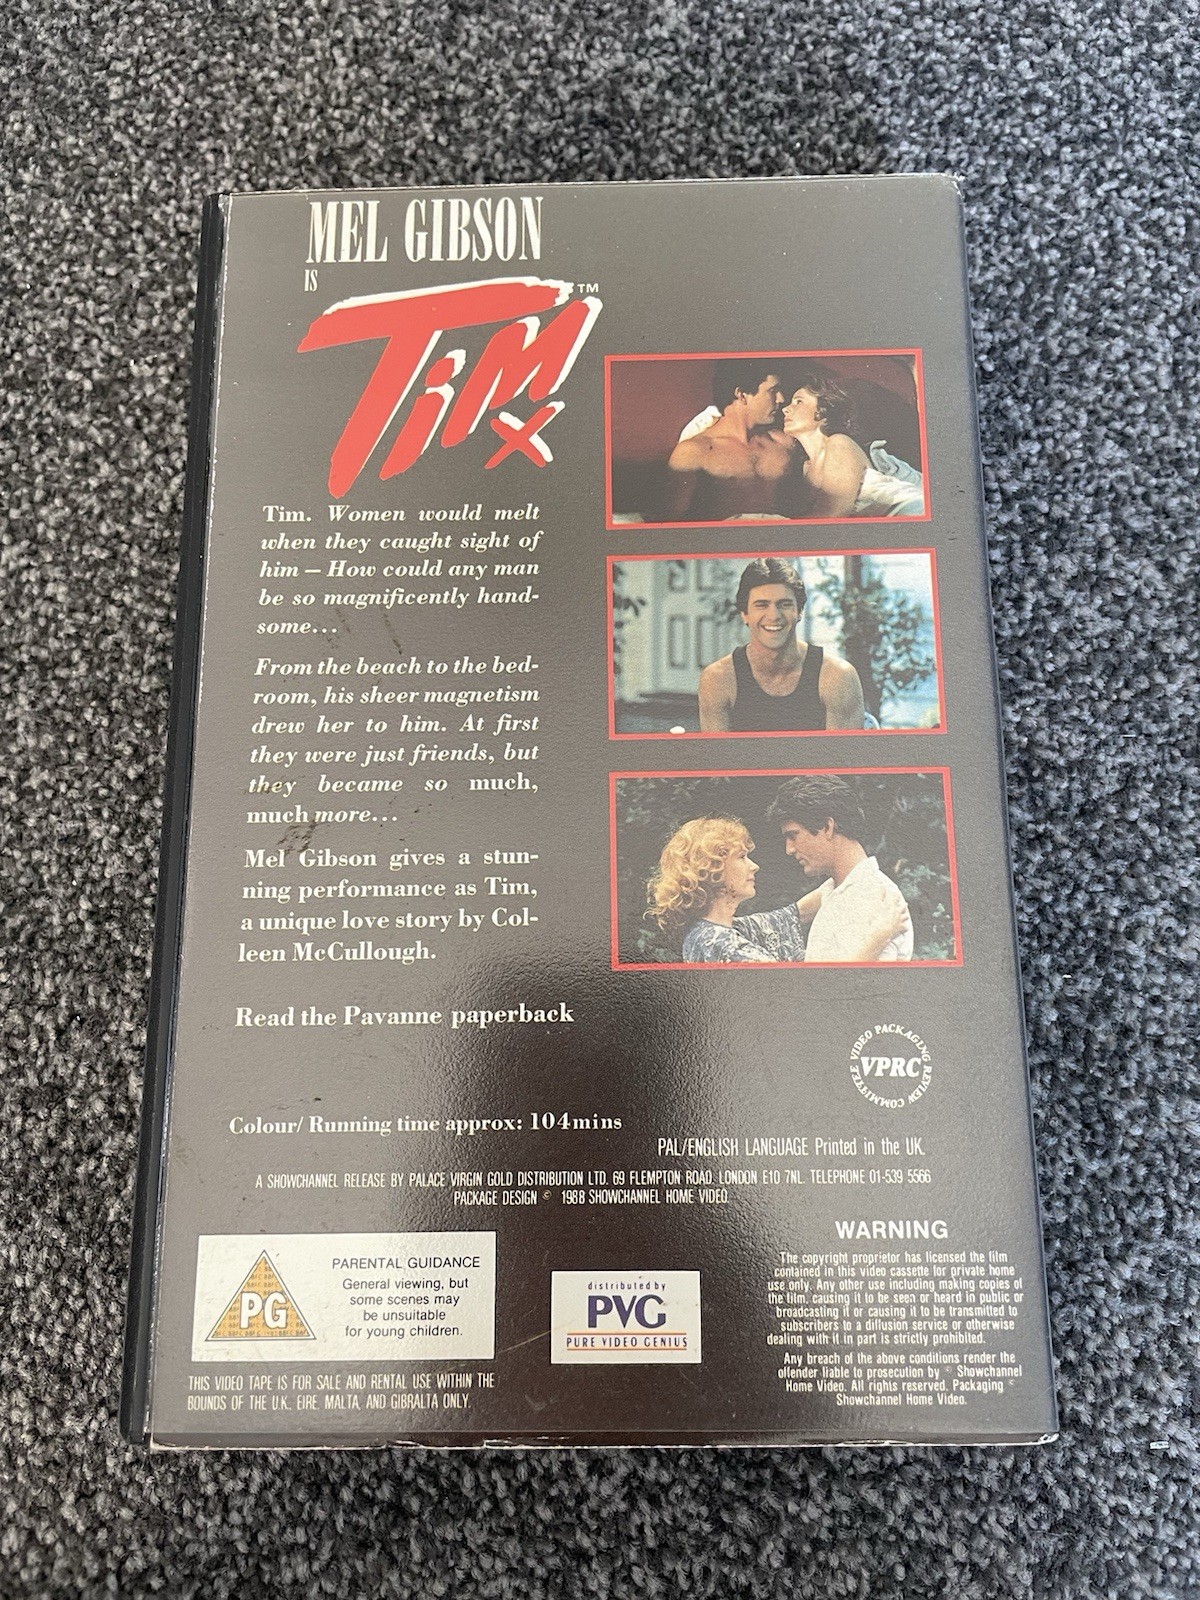 MEL GIBSON
IS
TiM™
x
Tim. Women would melt
when they caught sight of
him — How could any man
be so magnificently hand-
some...
From the beach to the bed-
room, his sheer magnetism
drew her to him. At first
they were just friends, but
they became so much,
much more...
Mel Gibson gives a stun-
ning performance as Tim,
a unique love story by Col-
leen McCullough.
Read the Pavanne paperback
VIDEO PACKAGING REVIEW COMMITTEE
VPRC
Colour/ Running time approx: 104mins
PAL/ENGLISH LANGUAGE Printed in the UK.
A SHOWCHANNEL RELEASE BY PALACE VIRGIN GOLD DISTRIBUTION LTD. 69 FLEMPTON ROAD, LONDON E10 7NL. TELEPHONE 01-539 5566
PACKAGE DESIGN © 1988 SHOWCHANNEL HOME VIDEO.
PG
PARENTAL GUIDANCE
General viewing, but
some scenes may
be unsuitable
for young children.
THIS VIDEO TAPE IS FOR SALE AND RENTAL USE WITHIN THE
BOUNDS OF THE U.K. EIRE, MALTA, AND GIBRALTA ONLY.
distributed by
PVG
PURE VIDEO GENIUS
WARNING
The copyright proprietor has licensed the film
contained in this video cassette for private home
use only. Any other use including making copies of
the film, causing it to be seen or heard in public or
broadcasting it or causing it to be transmitted to
subscribers to a diffusion service or otherwise
dealing with it in part is strictly prohibited.
Any breach of the above conditions render the
offender liable to prosecution by © Showchannel
Home Video. All rights reserved. Packaging ©
Showchannel Home Video.